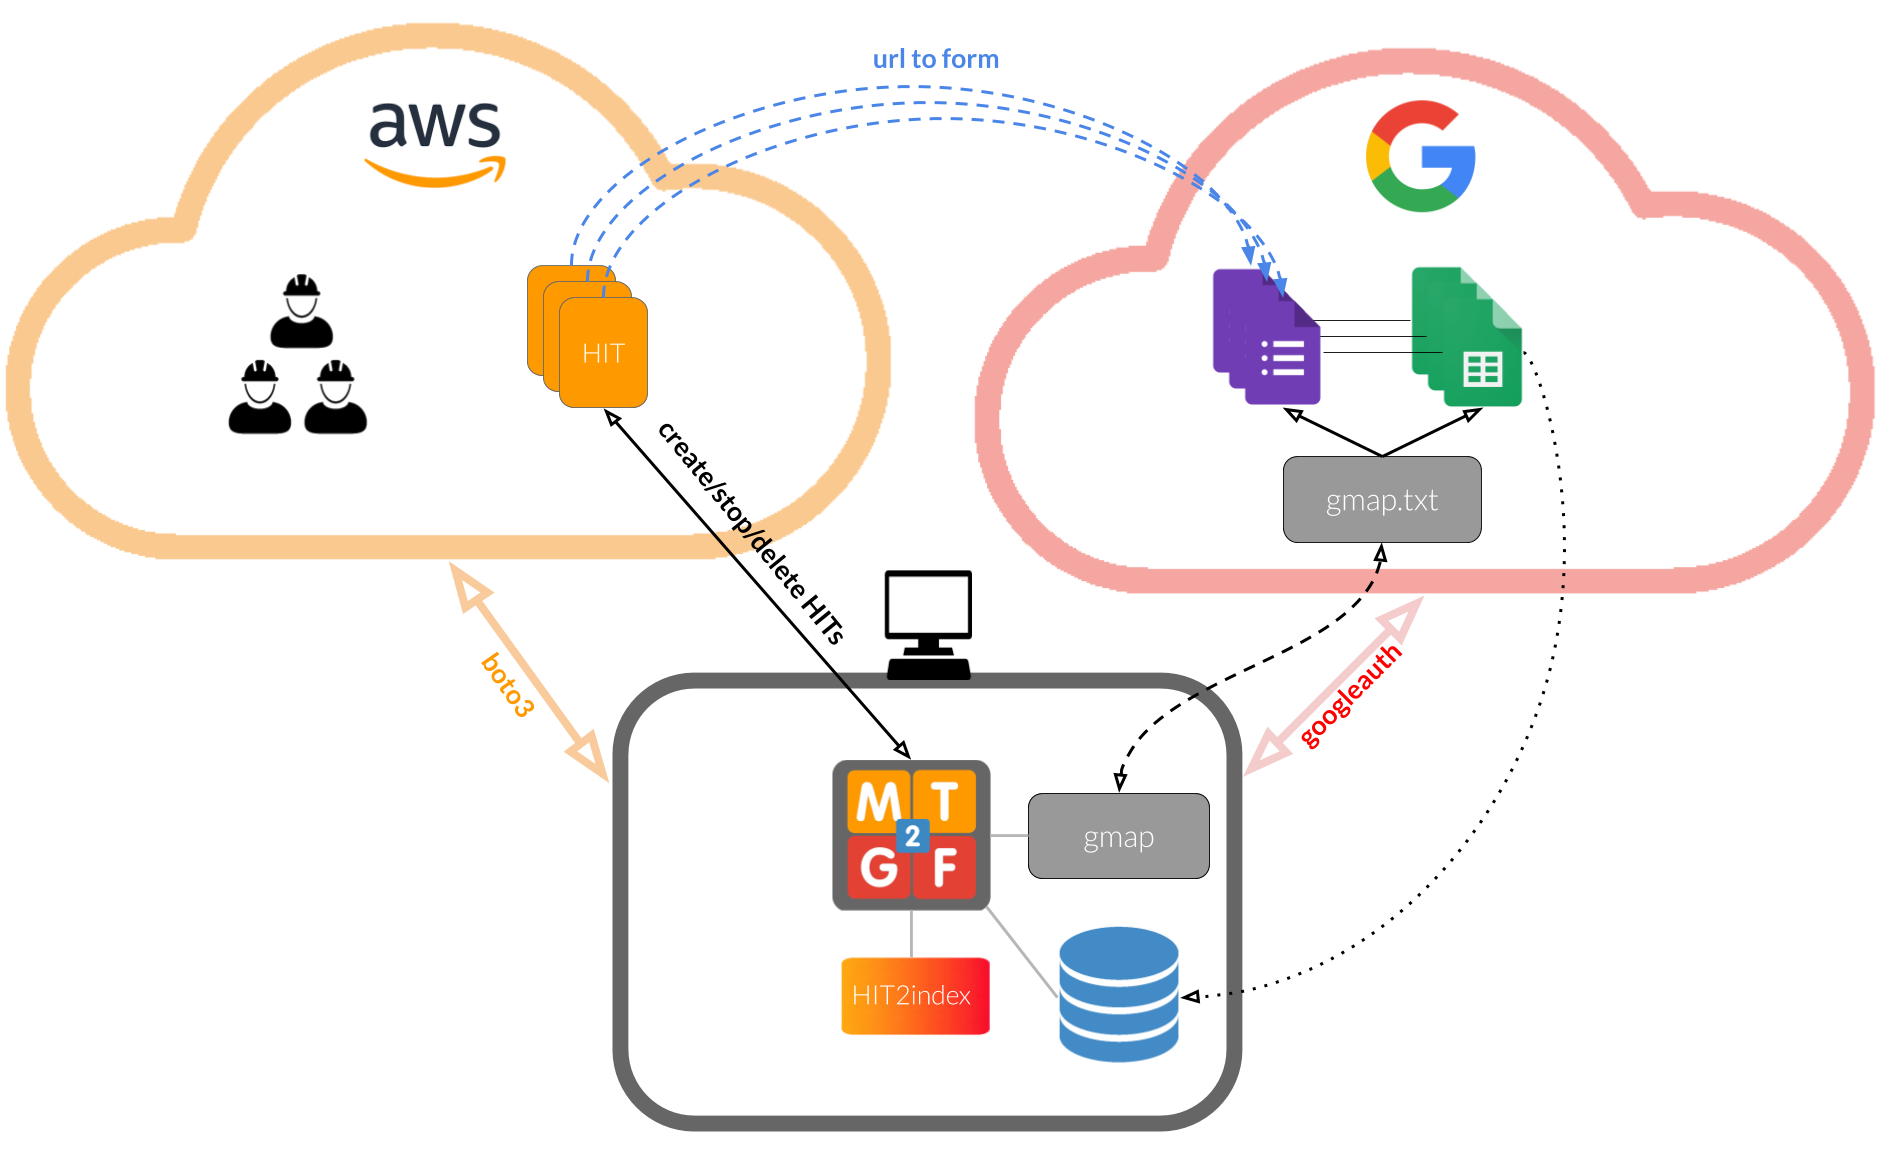 url to form
aws
G
HIT
create/stop/delete HITs
gmap.txt
boto3
googleauth
M T
2
G F
gmap
HIT2index